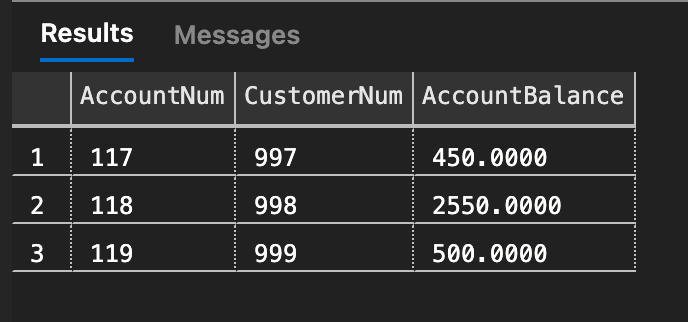 Results Messages
AccountNum CustomerNum AccountBalance
1 117 997 450.0000
2 118 998 2550.0000
3 119 999 500.0000